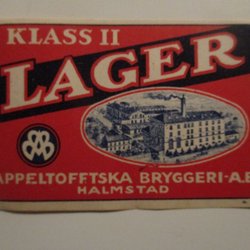 KLASS II
LAGER
APPELTOFFTSKA BRYGGERI-A.B.
HALMSTAD